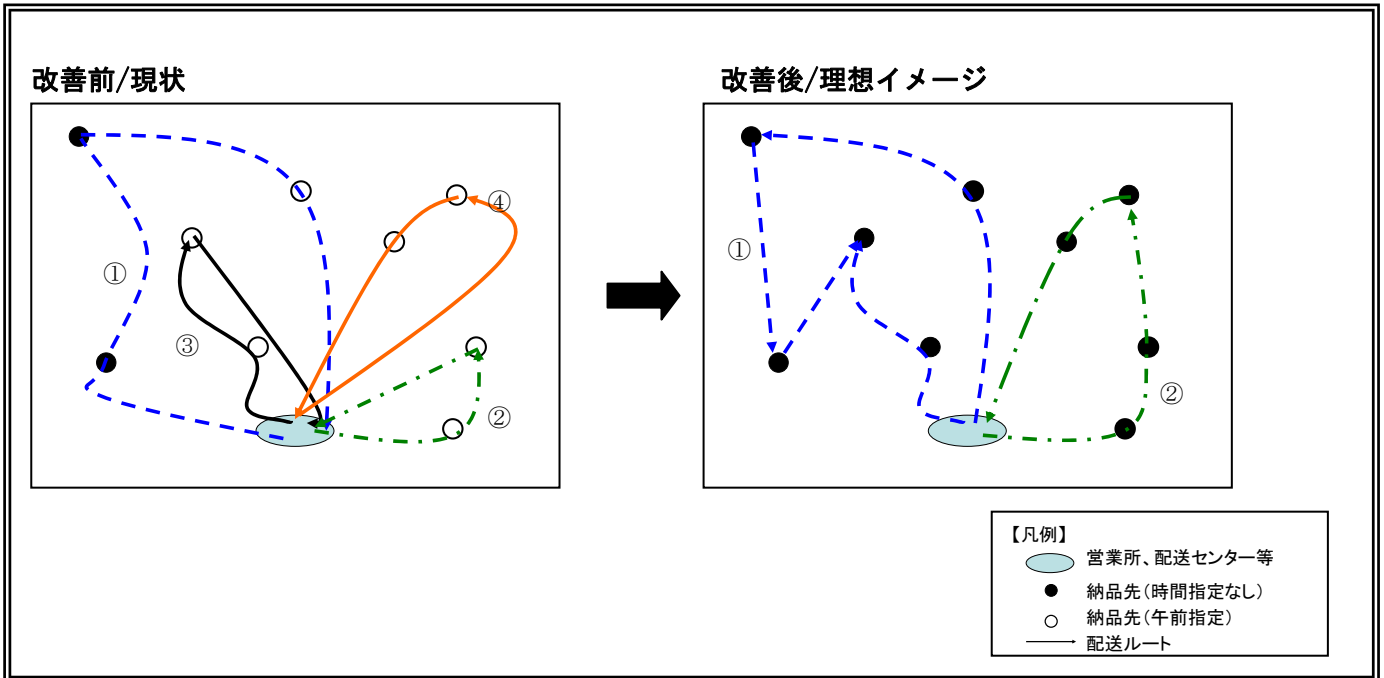 改善前/現状
改善後/理想イメージ
①
②
③
④
①
②
【凡例】
営業所、配送センター等
納品先(時間指定なし)
納品先(午前指定)
配送ルート